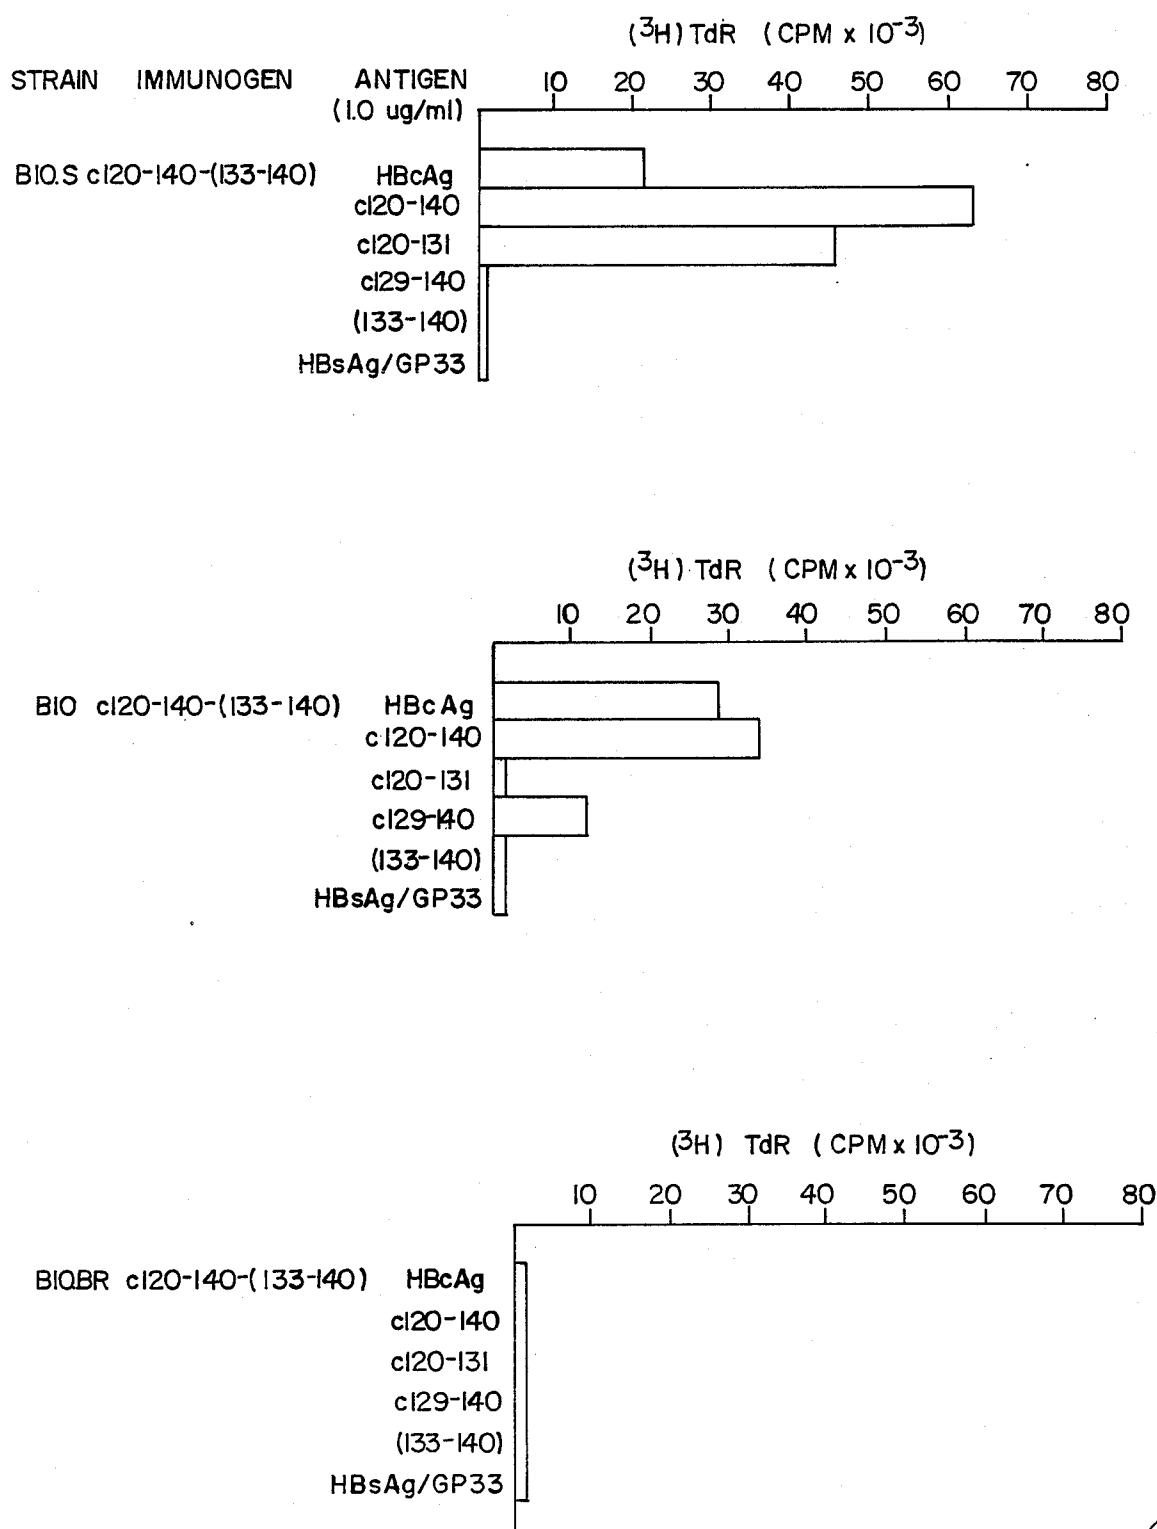 (³H) TdR (CPM x 10⁻³)
10 20 30 40 50 60 70 80
STRAIN IMMUNOGEN ANTIGEN
(1.0 ug/ml)
B10.S c120-140-(133-140) HBcAg
c120-140
c120-131
c129-140
(133-140)
HBsAg/GP33
(³H) TdR (CPM x 10⁻³)
10 20 30 40 50 60 70 80
B10 c120-140-(133-140) HBcAg
c120-140
c120-131
c129-140
(133-140)
HBsAg/GP33
(³H) TdR (CPM x 10⁻³)
10 20 30 40 50 60 70 80
B10.BR c120-140-(133-140) HBcAg
c120-140
c120-131
c129-140
(133-140)
HBsAg/GP33